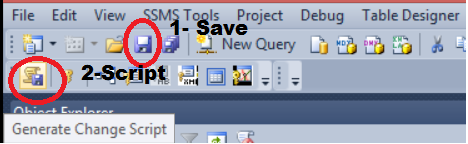 File Edit View SSMS Tools Project Debug Table Designer
1- Save
New Query
2-Script
Object Explorer
Generate Change Script